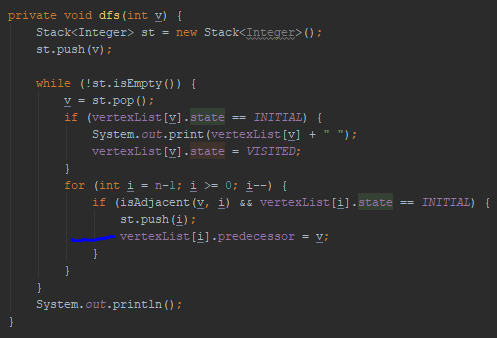 private void dfs(int v) {
    Stack<Integer> st = new Stack<Integer>();
    st.push(v);
    while (!st.isEmpty()) {
        v = st.pop();
        if (vertexList[v].state == INITIAL) {
            System.out.print(vertexList[v] + " ");
            vertexList[v].state = VISITED;
        }
        for (int i = n-1; i >= 0; i--) {
            if (isAdjacent(v, i) && vertexList[i].state == INITIAL) {
                st.push(i);
                vertexList[i].predecessor = v;
            }
        }
    }
    System.out.println();
}